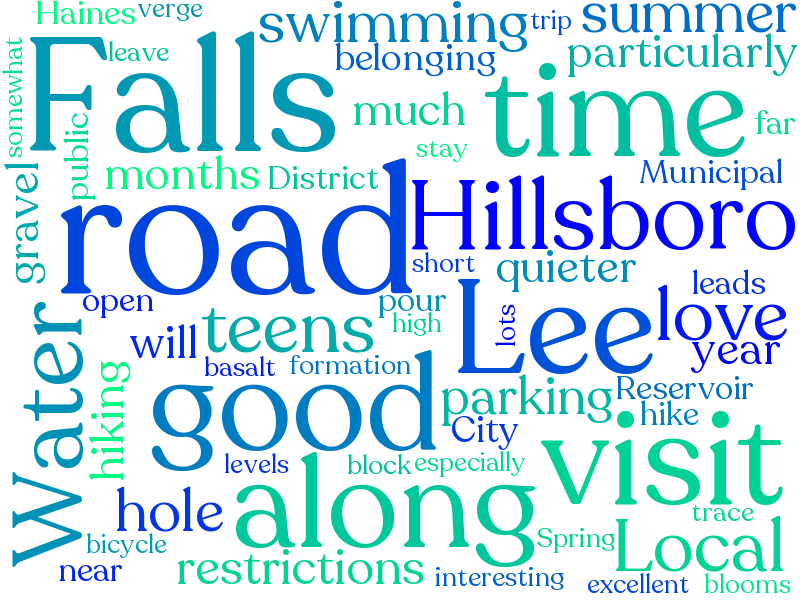 Haines
verge
swimming
trip
summer
somewhat
Falls
leave
belonging
particularly
public
much
time
far
stay
months
District
Municipal
gravel
road
Hillsboro
short
quieter
leads
open
pour
high
lots
love
Water
will
teens
Lee
year
basalt
formation
hiking
good
parking
Reservoir
hike
City
visit
levels
block
especially
hole
along
trace
bicycle
Spring
Local
near
restrictions
interesting
excellent
blooms